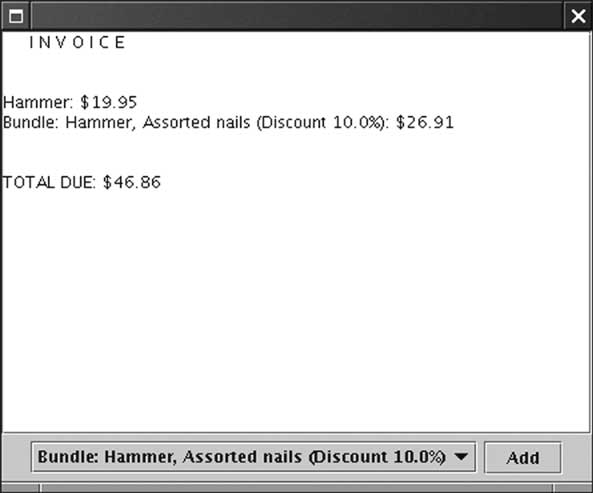 I N V O I C E
Hammer: $19.95
Bundle: Hammer, Assorted nails (Discount 10.0%): $26.91
TOTAL DUE: $46.86
Bundle: Hammer, Assorted nails (Discount 10.0%)
Add